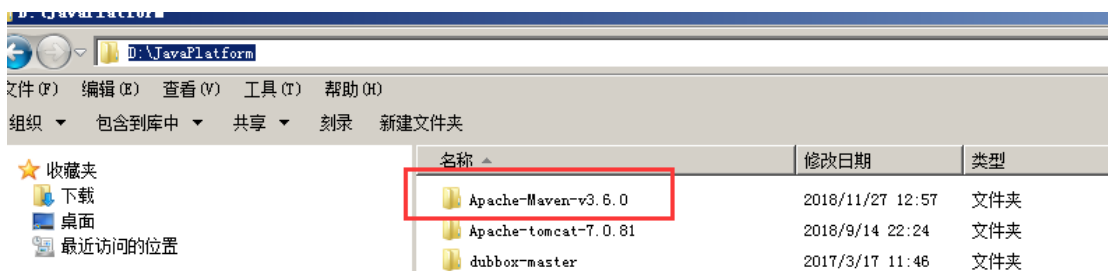 D:\JavaPlatform
D:\JavaPlatform
文件(F) 编辑(E) 查看(V) 工具(T) 帮助(H)
组织 包含到库中 共享 刻录 新建文件夹
收藏夹
下载
桌面
最近访问的位置
名称 修改日期 类型
Apache-Maven-v3.6.0 2018/11/27 12:57 文件夹
Apache-tomcat-7.0.81 2018/9/14 22:24 文件夹
dubbox-master 2017/3/17 11:46 文件夹